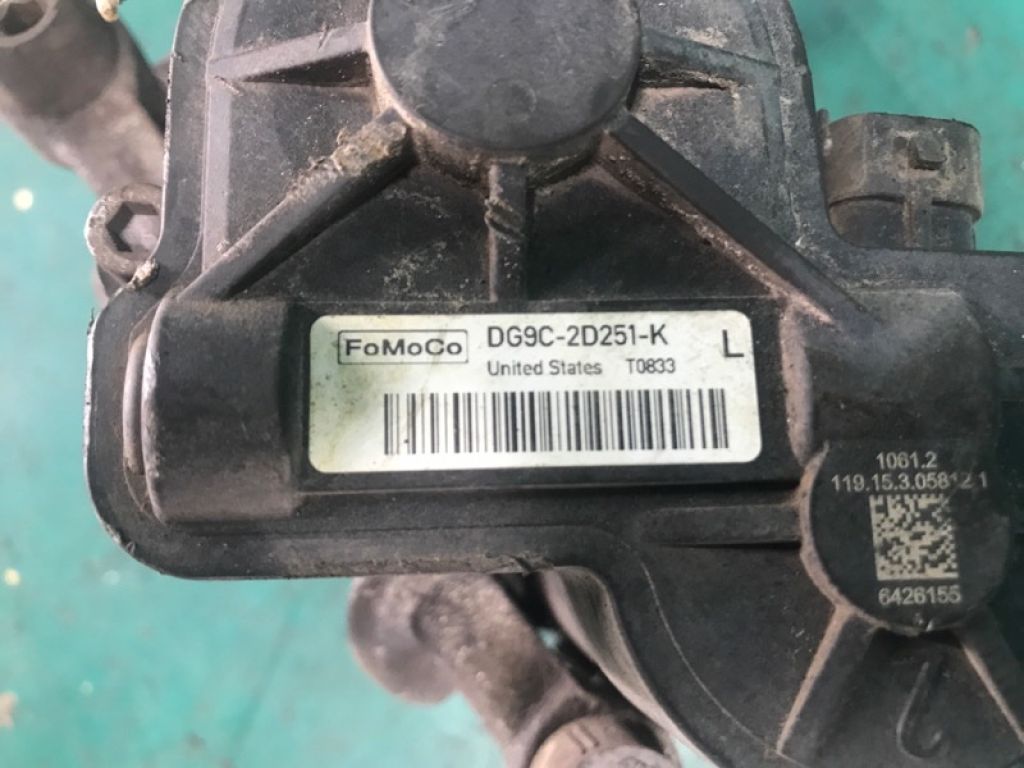 FoMoCo DG9C-2D251-K L
United States T0833
1061.2
119.15.3.05812 1
6426155